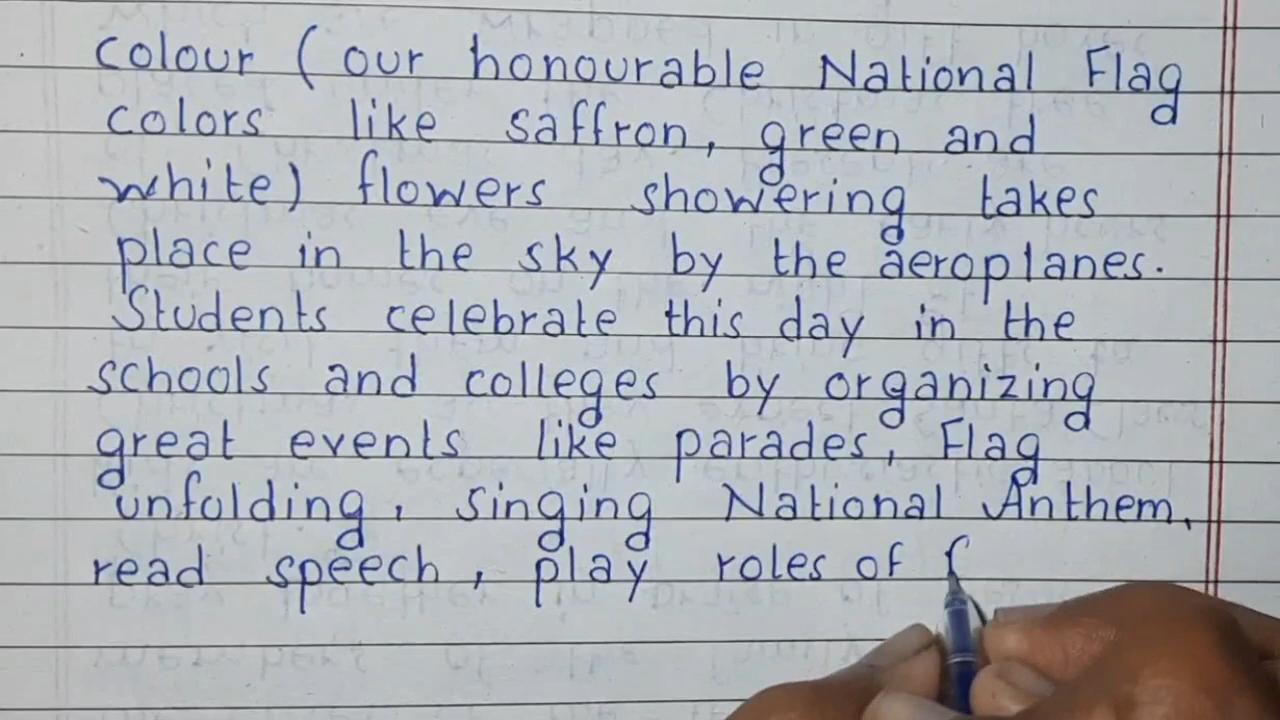 colour (our honourable National Flag
colors like saffron, green and
white) flowers showering takes
place in the sky by the aeroplanes.
Students celebrate this day in the
schools and colleges by organizing
great events like parades, Flag
unfolding, singing National Anthem,
read speech, play roles of f